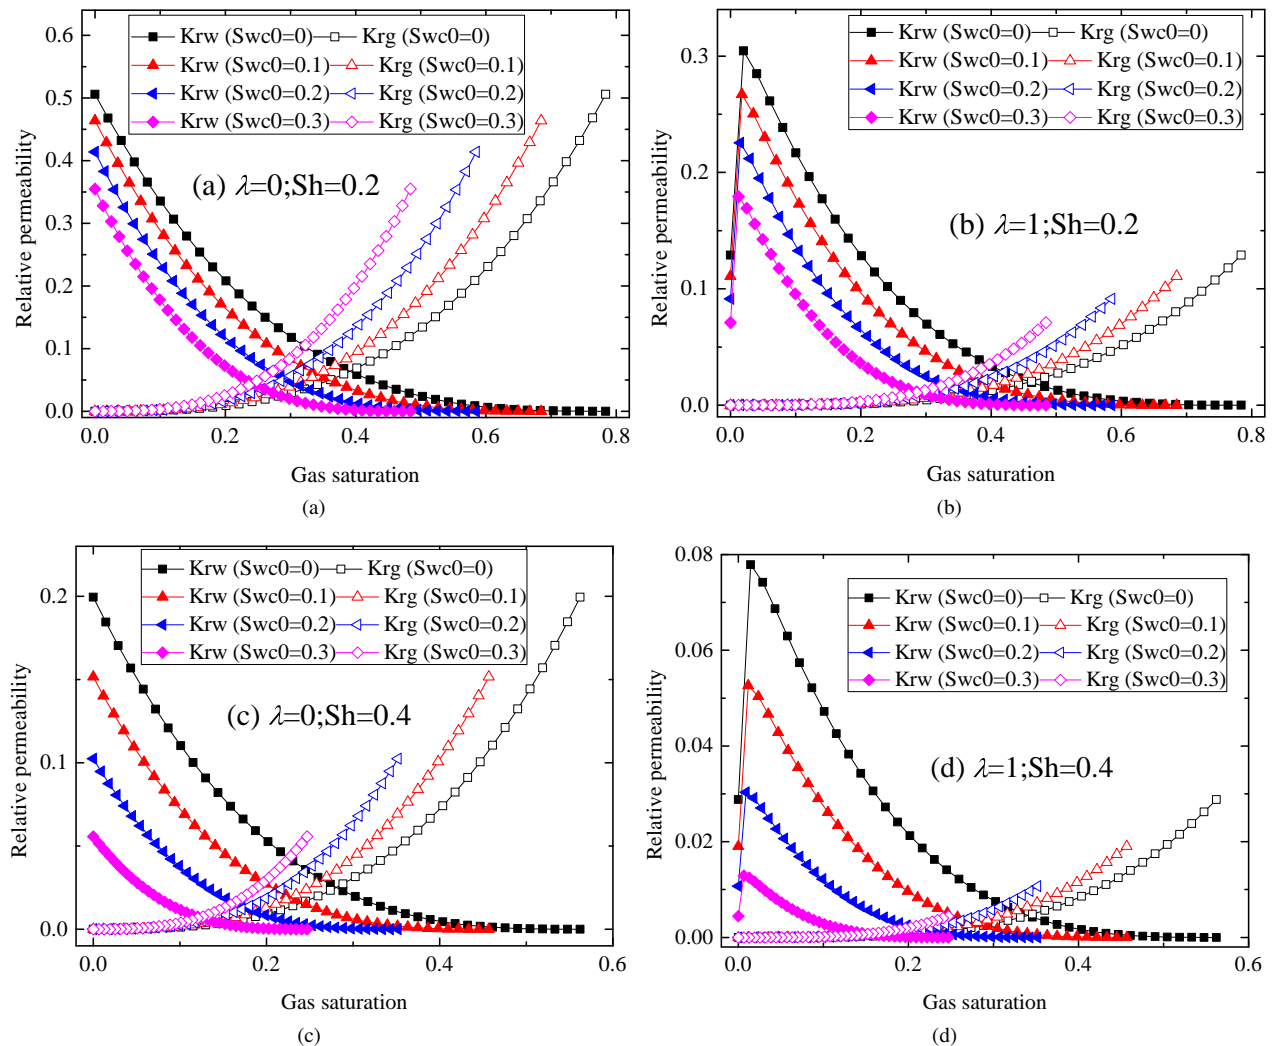 Krw (Swc0=0) Krg (Swc0=0)
Krw (Swc0=0.1) Krg (Swc0=0.1)
Krw (Swc0=0.2) Krg (Swc0=0.2)
Krw (Swc0=0.3) Krg (Swc0=0.3)
(a) λ=0;Sh=0.2
Relative permeability
0.6
0.5
0.4
0.3
0.2
0.1
0.0
0.0 0.2 0.4 0.6 0.8
Gas saturation
(a)
Krw (Swc0=0) Krg (Swc0=0)
Krw (Swc0=0.1) Krg (Swc0=0.1)
Krw (Swc0=0.2) Krg (Swc0=0.2)
Krw (Swc0=0.3) Krg (Swc0=0.3)
(b) λ=1;Sh=0.2
Relative permeability
0.3
0.2
0.1
0.0
0.0 0.2 0.4 0.6 0.8
Gas saturation
(b)
Krw (Swc0=0) Krg (Swc0=0)
Krw (Swc0=0.1) Krg (Swc0=0.1)
Krw (Swc0=0.2) Krg (Swc0=0.2)
Krw (Swc0=0.3) Krg (Swc0=0.3)
(c) λ=0;Sh=0.4
Relative permeability
0.2
0.1
0.0
0.0 0.2 0.4 0.6
Gas saturation
(c)
Krw (Swc0=0) Krg (Swc0=0)
Krw (Swc0=0.1) Krg (Swc0=0.1)
Krw (Swc0=0.2) Krg (Swc0=0.2)
Krw (Swc0=0.3) Krg (Swc0=0.3)
(d) λ=1;Sh=0.4
Relative permeability
0.08
0.06
0.04
0.02
0.00
0.0 0.2 0.4 0.6
Gas saturation
(d)